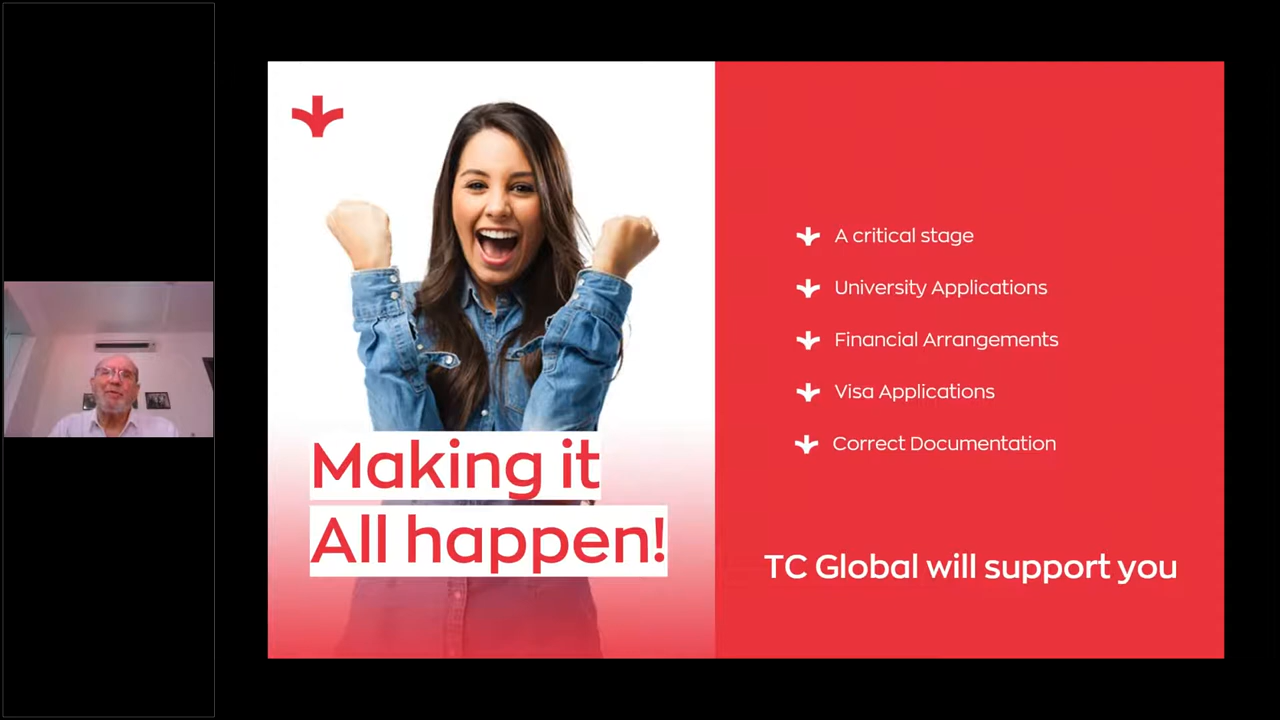 Making it
All happen!
A critical stage
University Applications
Financial Arrangements
Visa Applications
Correct Documentation
TC Global will support you